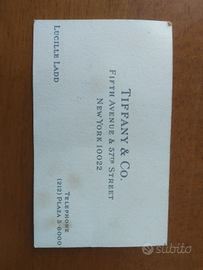 TIFFANY & CO.
FIFTH AVENUE & 57TH STREET
NEW YORK 10022
LUCILLE LADD
TELEPHONE
(212) PLAZA 5-8000
subito